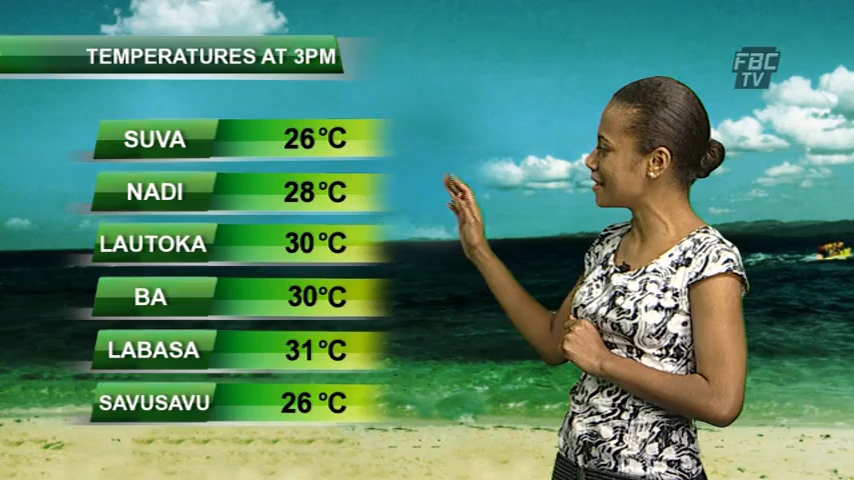 TEMPERATURES AT 3PM
FBC
TV
SUVA 26°C
NADI 28°C
LAUTOKA 30°C
BA 30°C
LABASA 31°C
SAVUSAVU 26°C